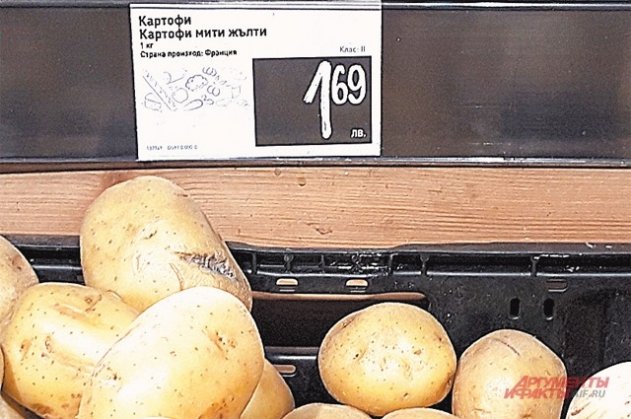 Картофи
Картофи мити жълти
1 кг
Страна произход: Франция
Клас: II
1 69
лв.
АРГУМЕНТЫ
И ФАКТЫ AIF.RU